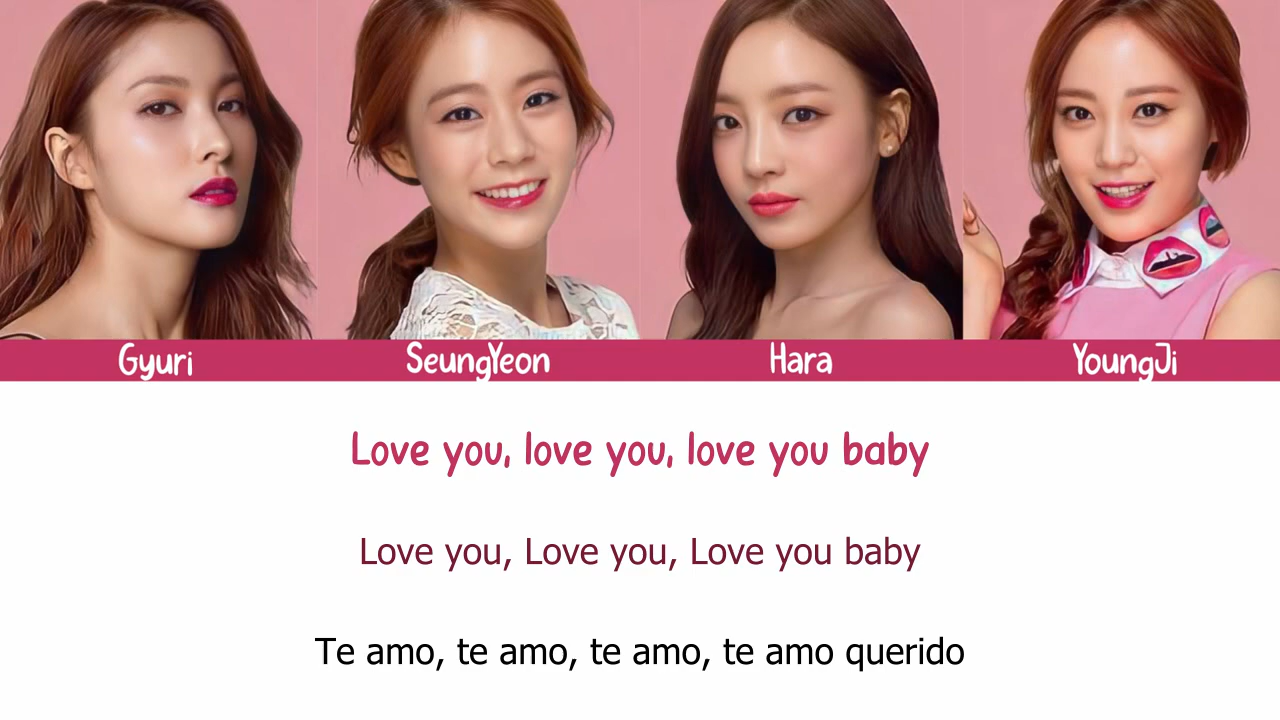 Gyuri SeungYeon Hara YoungJi
Love you, love you, love you baby
Love you, Love you, Love you baby
Te amo, te amo, te amo, te amo querido